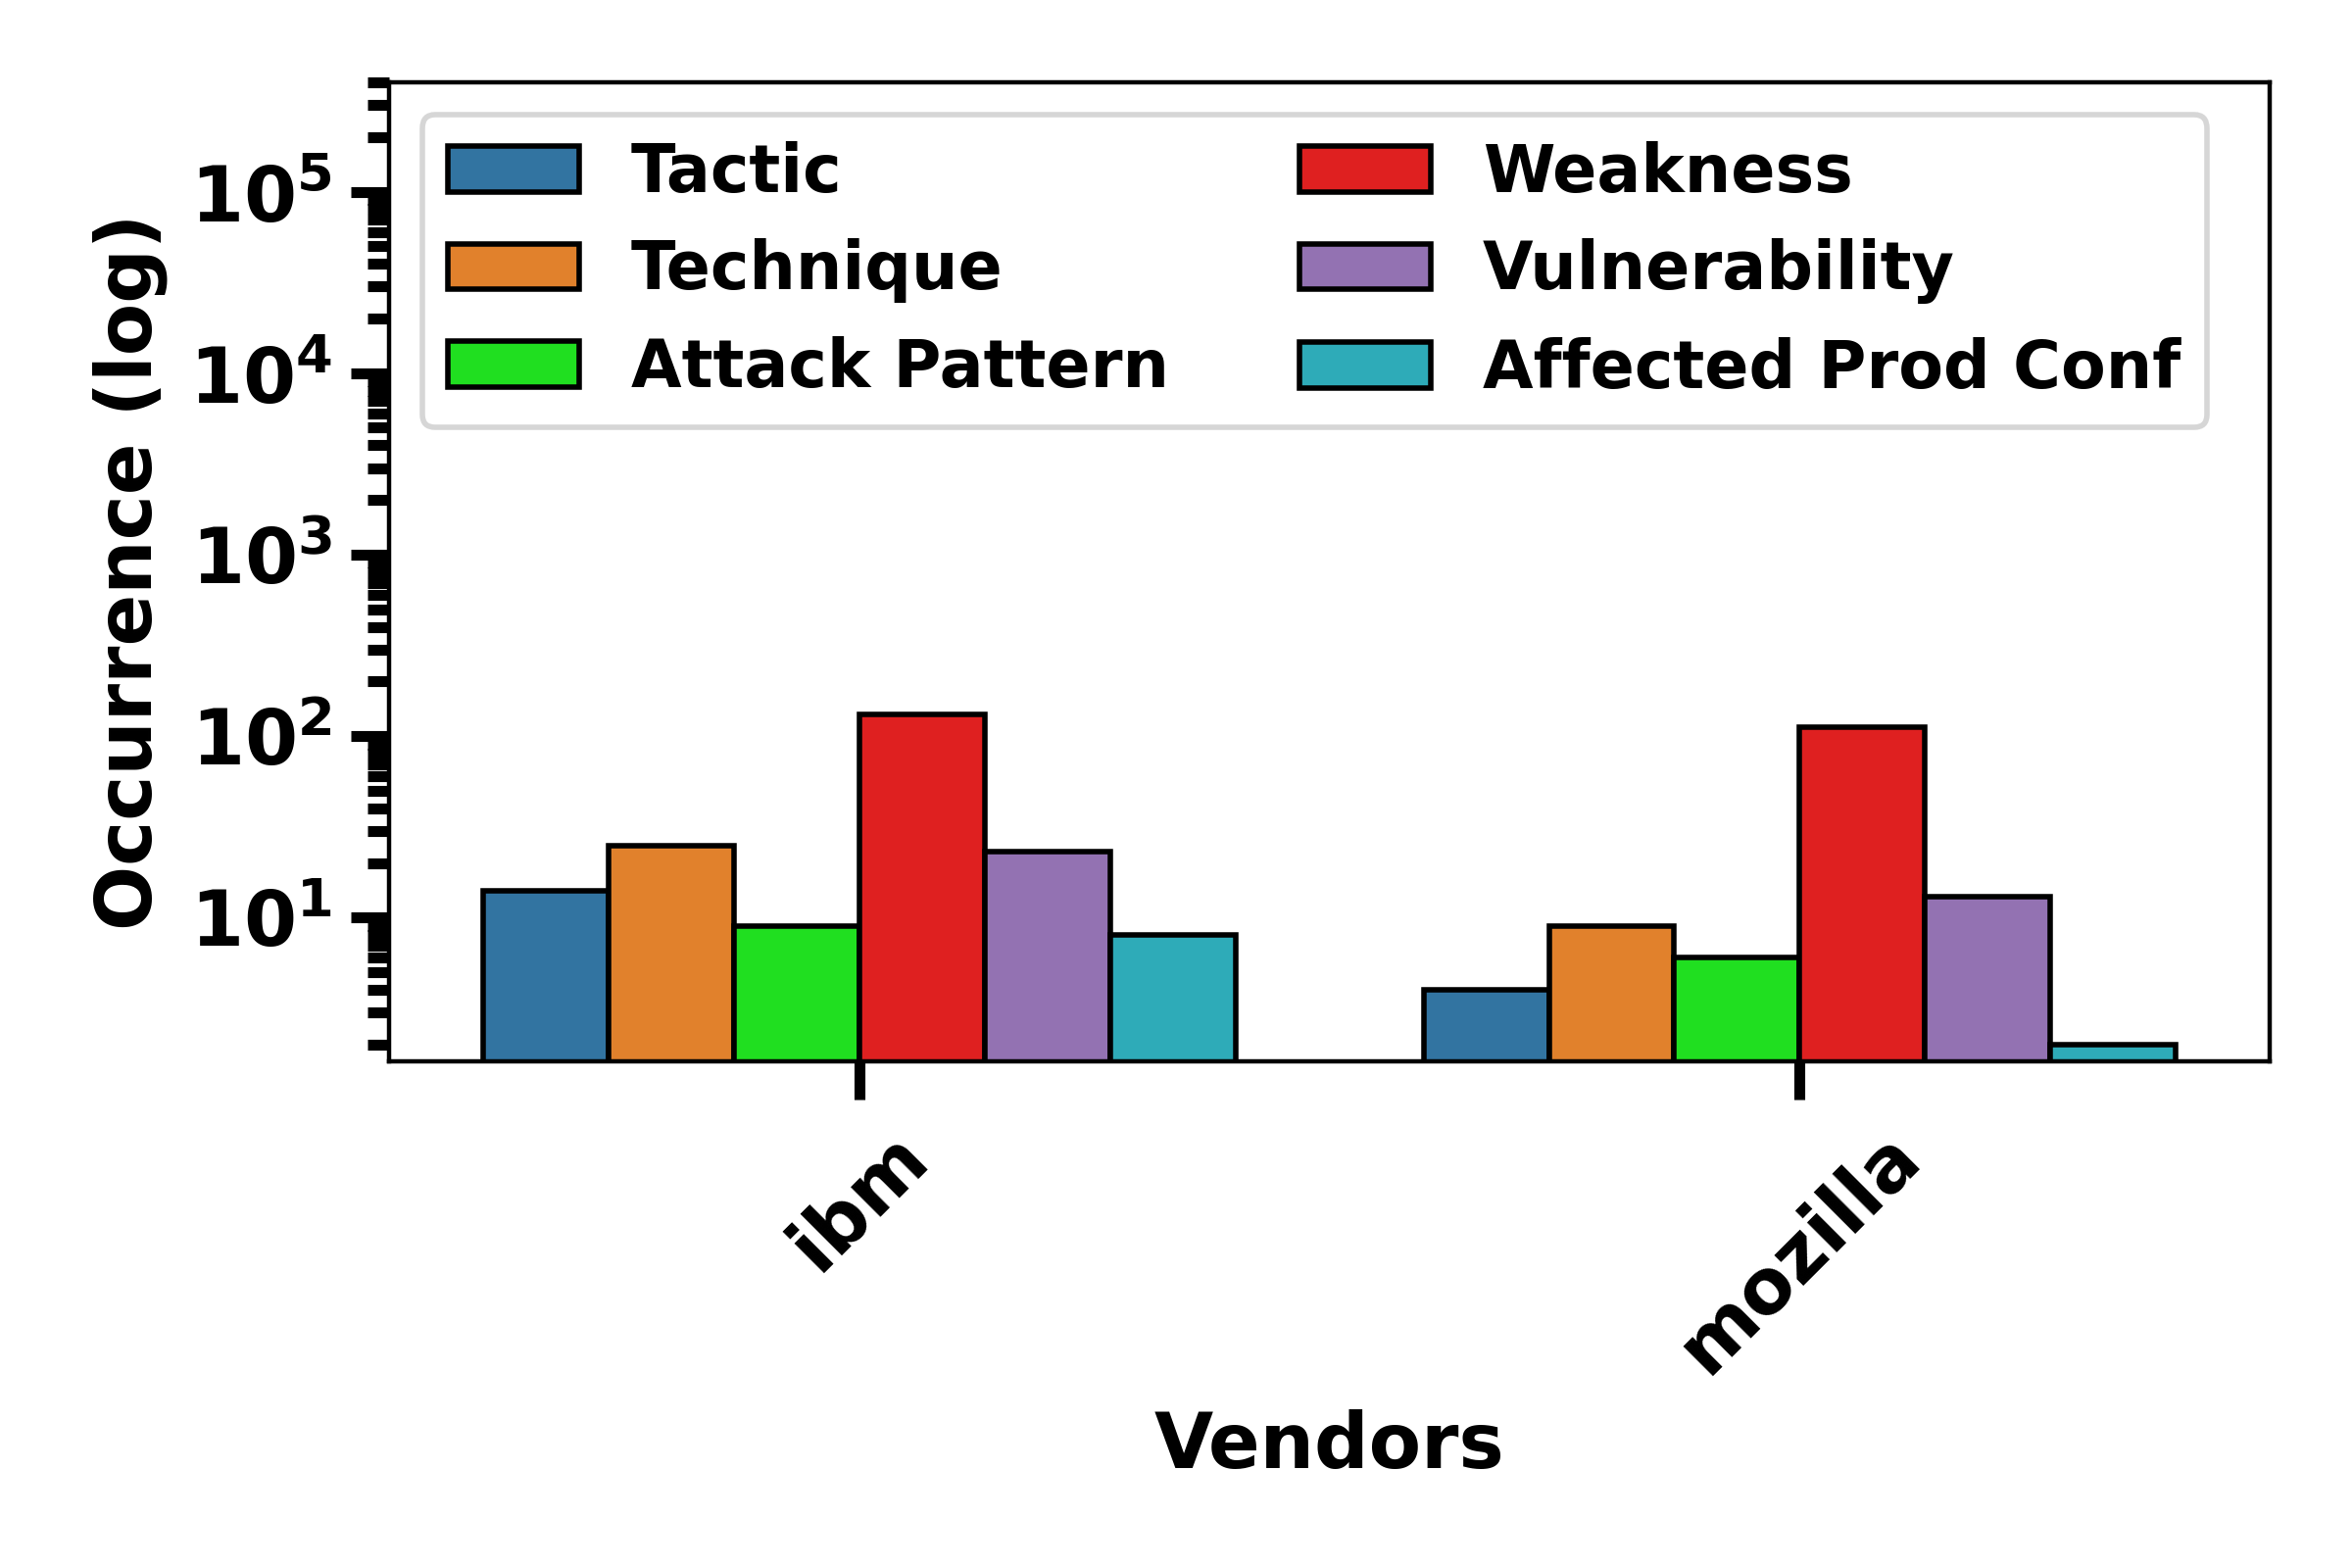 Occurrence (log)
10⁵
10⁴
10³
10²
10¹
Tactic
Technique
Attack Pattern
Weakness
Vulnerability
Affected Prod Conf
ibm
mozilla
Vendors